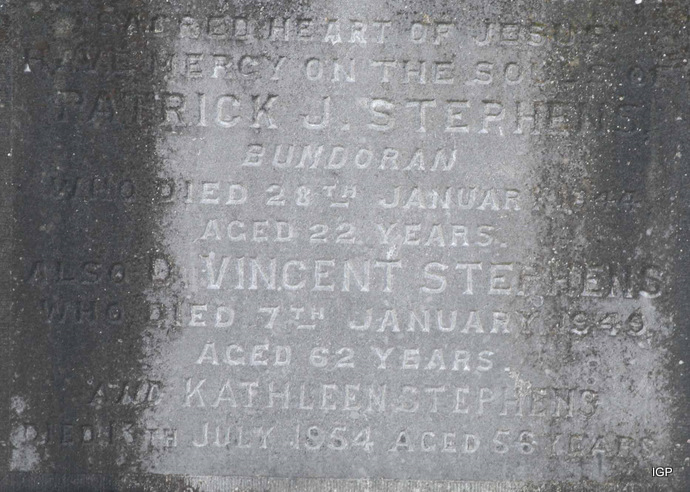 SACRED HEART OF JESUS
HAVE MERCY ON THE SOULS OF
PATRICK J. STEPHENS,
BUNDORAN
WHO DIED 28TH JANUARY 1944,
AGED 22 YEARS.
ALSO D. VINCENT STEPHENS
WHO DIED 7TH JANUARY 1949,
AGED 62 YEARS.
AND KATHLEEN STEPHENS
DIED JULY 1954 AGED 58 YEARS
IGP